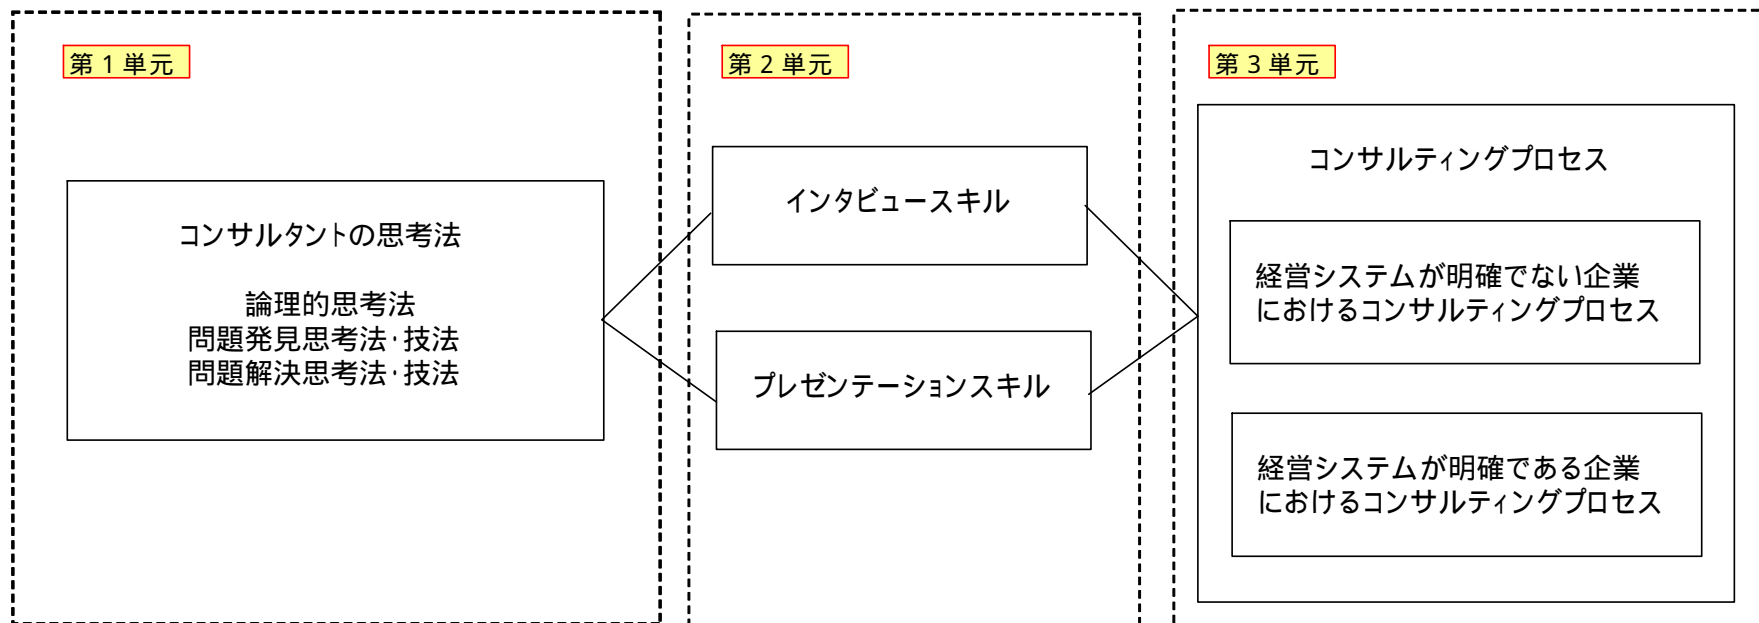 第1単元
コンサルタントの思考法
論理的思考法
問題発見思考法・技法
問題解決思考法・技法
第2単元
インタビュースキル
プレゼンテーションスキル
第3単元
コンサルティングプロセス
経営システムが明確でない企業
におけるコンサルティングプロセス
経営システムが明確である企業
におけるコンサルティングプロセス